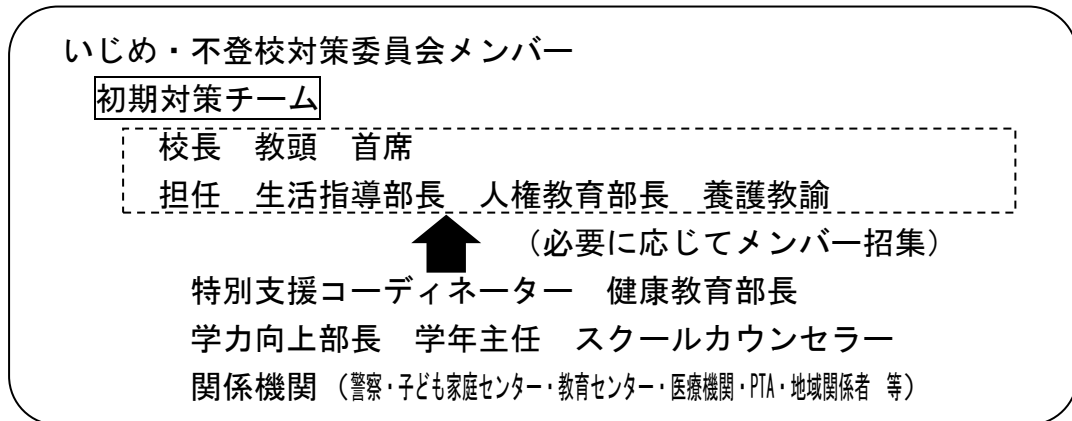 いじめ・不登校対策委員会メンバー
初期対策チーム
校長 教頭 首席
担任 生活指導部長 人権教育部長 養護教諭
（必要に応じてメンバー招集）
特別支援コーディネーター 健康教育部長
学力向上部長 学年主任 スクールカウンセラー
関係機関（警察・子ども家庭センター・教育センター・医療機関・PTA・地域関係者 等）